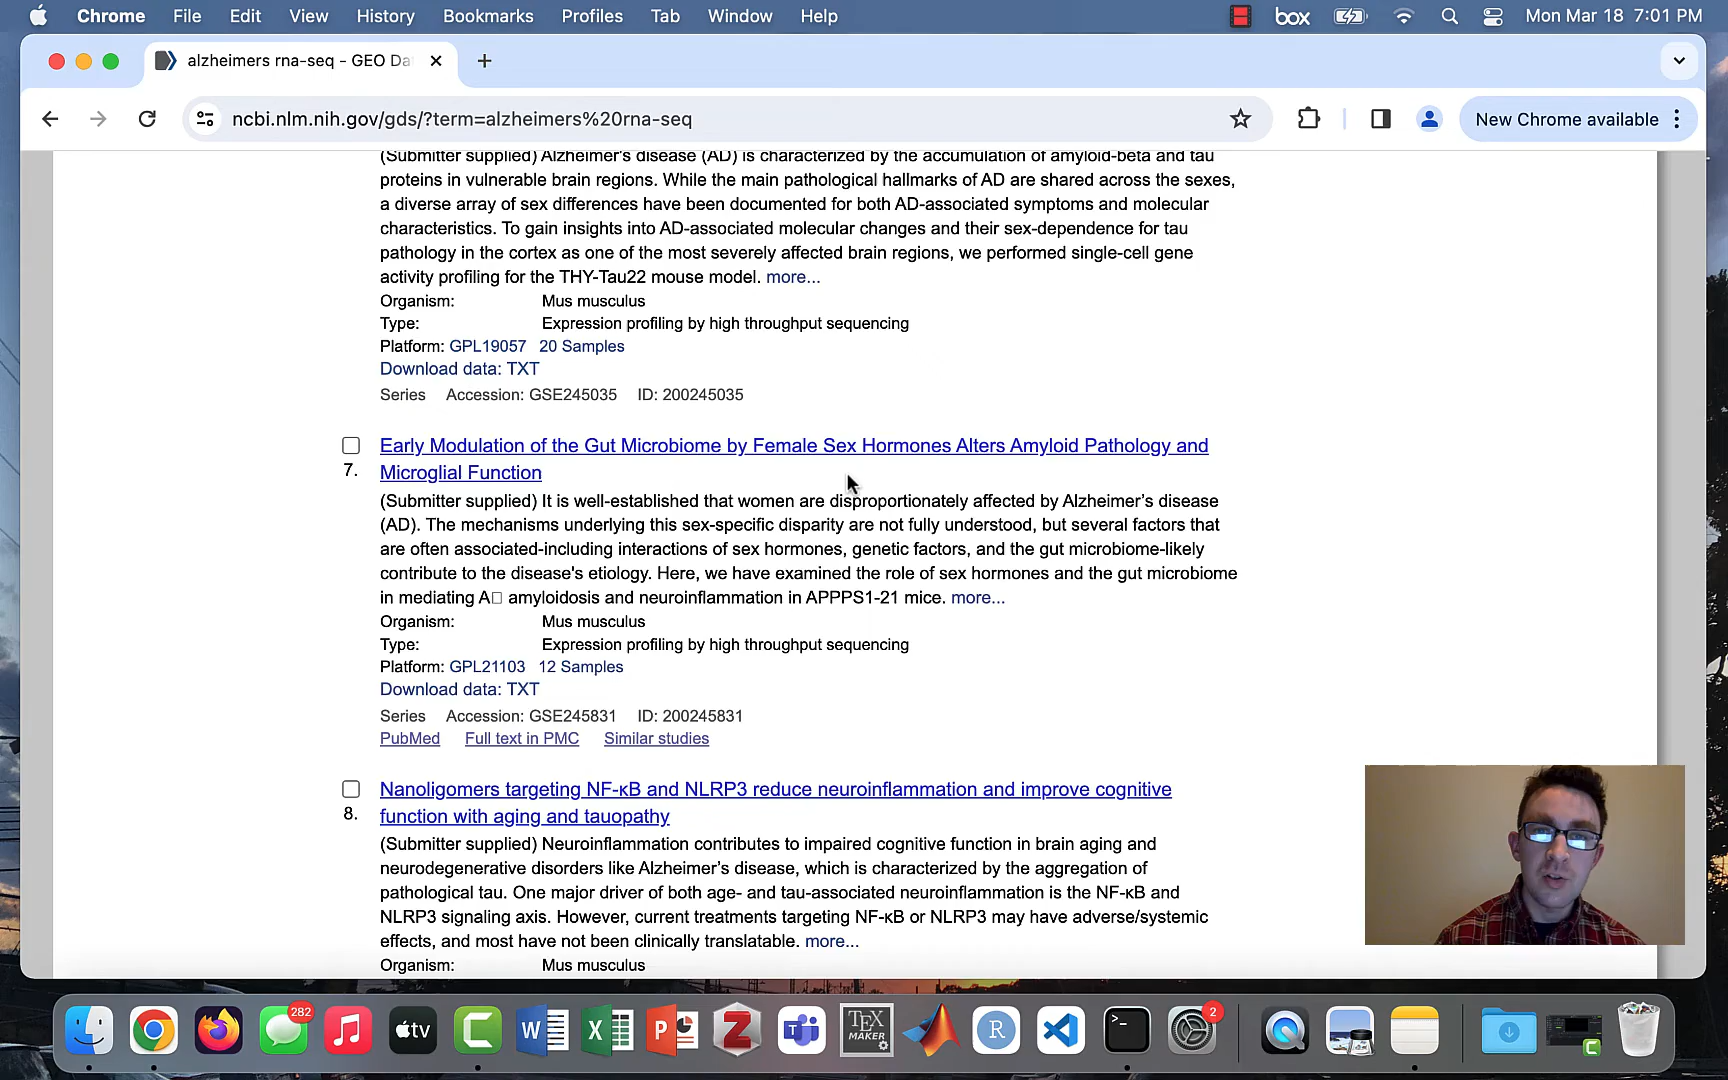 Chrome File Edit View History Bookmarks Profiles Tab Window Help box Mon Mar 18 7:01 PM
alzheimers rna-seq - GEO Da
ncbi.nlm.nih.gov/gds/?term=alzheimers%20rna-seq New Chrome available
(Submitter supplied) Alzheimer's disease (AD) is characterized by the accumulation of amyloid-beta and tau
proteins in vulnerable brain regions. While the main pathological hallmarks of AD are shared across the sexes,
a diverse array of sex differences have been documented for both AD-associated symptoms and molecular
characteristics. To gain insights into AD-associated molecular changes and their sex-dependence for tau
pathology in the cortex as one of the most severely affected brain regions, we performed single-cell gene
activity profiling for the THY-Tau22 mouse model. more...
Organism: Mus musculus
Type: Expression profiling by high throughput sequencing
Platform: GPL19057 20 Samples
Download data: TXT
Series Accession: GSE245035 ID: 200245035
Early Modulation of the Gut Microbiome by Female Sex Hormones Alters Amyloid Pathology and
7. Microglial Function
(Submitter supplied) It is well-established that women are disproportionately affected by Alzheimer’s disease
(AD). The mechanisms underlying this sex-specific disparity are not fully understood, but several factors that
are often associated-including interactions of sex hormones, genetic factors, and the gut microbiome-likely
contribute to the disease's etiology. Here, we have examined the role of sex hormones and the gut microbiome
in mediating A□ amyloidosis and neuroinflammation in APPPS1-21 mice. more...
Organism: Mus musculus
Type: Expression profiling by high throughput sequencing
Platform: GPL21103 12 Samples
Download data: TXT
Series Accession: GSE245831 ID: 200245831
PubMed Full text in PMC Similar studies
Nanoligomers targeting NF-κB and NLRP3 reduce neuroinflammation and improve cognitive
8. function with aging and tauopathy
(Submitter supplied) Neuroinflammation contributes to impaired cognitive function in brain aging and
neurodegenerative disorders like Alzheimer’s disease, which is characterized by the aggregation of
pathological tau. One major driver of both age- and tau-associated neuroinflammation is the NF-κB and
NLRP3 signaling axis. However, current treatments targeting NF-κB or NLRP3 may have adverse/systemic
effects, and most have not been clinically translatable. more...
Organism: Mus musculus
282 tv W X P Z T TEX MAKER R >_ 2